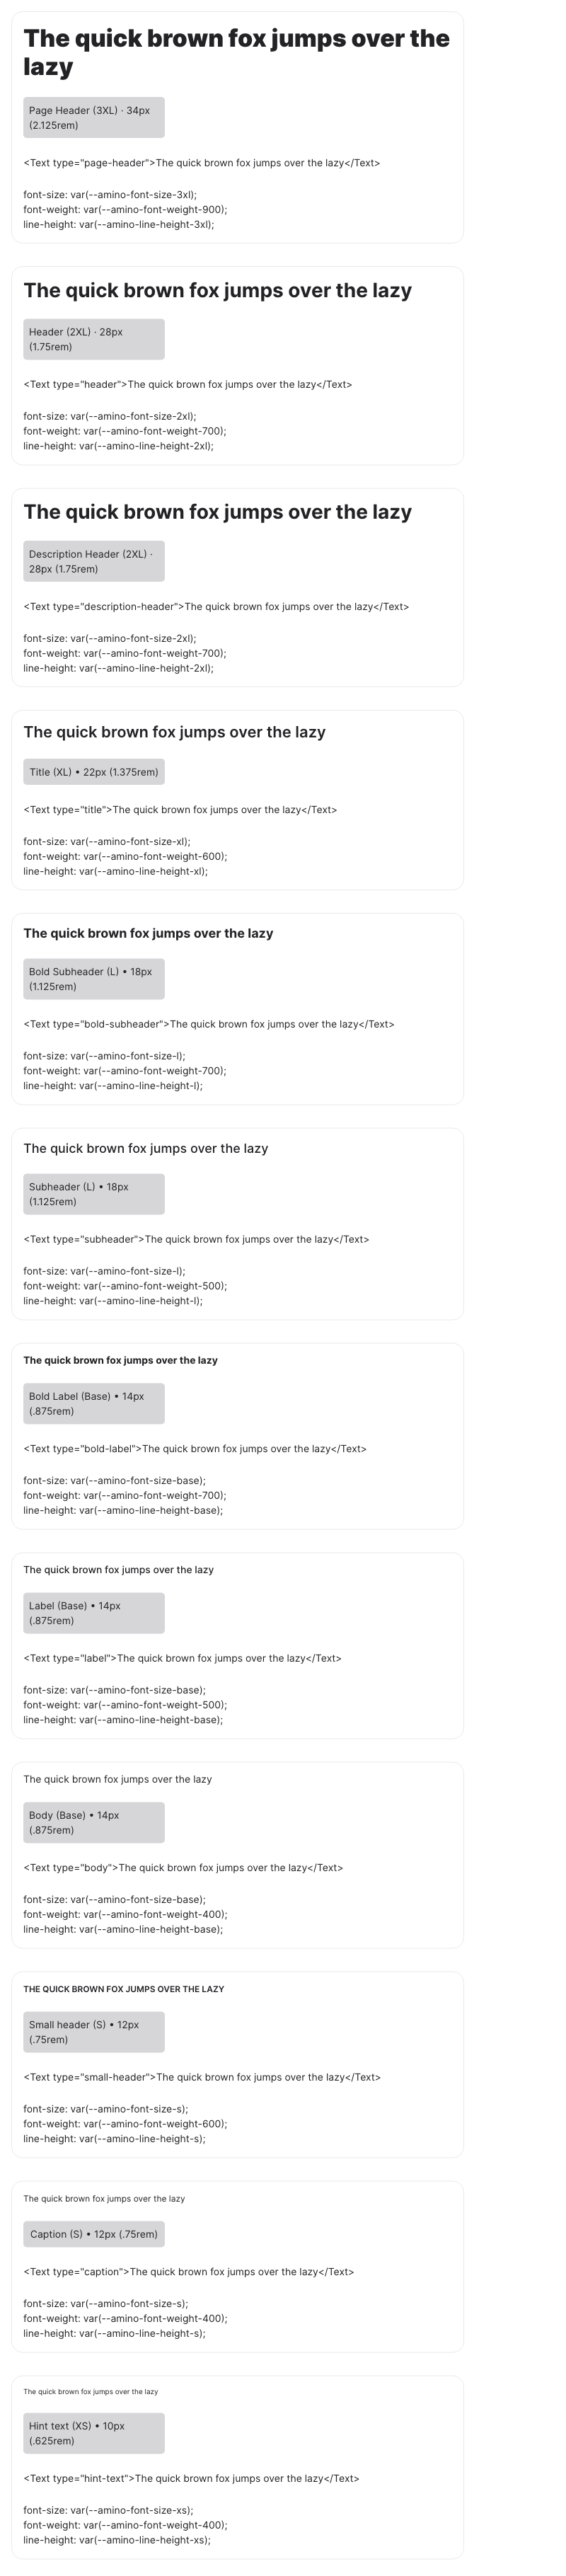 The quick brown fox jumps over the
lazy
Page Header (3XL) · 34px
(2.125rem)
<Text type="page-header">The quick brown fox jumps over the lazy</Text>
font-size: var(--amino-font-size-3xl);
font-weight: var(--amino-font-weight-900);
line-height: var(--amino-line-height-3xl);
The quick brown fox jumps over the lazy
Header (2XL) · 28px
(1.75rem)
<Text type="header">The quick brown fox jumps over the lazy</Text>
font-size: var(--amino-font-size-2xl);
font-weight: var(--amino-font-weight-700);
line-height: var(--amino-line-height-2xl);
The quick brown fox jumps over the lazy
Description Header (2XL) ·
28px (1.75rem)
<Text type="description-header">The quick brown fox jumps over the lazy</Text>
font-size: var(--amino-font-size-2xl);
font-weight: var(--amino-font-weight-700);
line-height: var(--amino-line-height-2xl);
The quick brown fox jumps over the lazy
Title (XL) • 22px (1.375rem)
<Text type="title">The quick brown fox jumps over the lazy</Text>
font-size: var(--amino-font-size-xl);
font-weight: var(--amino-font-weight-600);
line-height: var(--amino-line-height-xl);
The quick brown fox jumps over the lazy
Bold Subheader (L) • 18px
(1.125rem)
<Text type="bold-subheader">The quick brown fox jumps over the lazy</Text>
font-size: var(--amino-font-size-l);
font-weight: var(--amino-font-weight-700);
line-height: var(--amino-line-height-l);
The quick brown fox jumps over the lazy
Subheader (L) • 18px
(1.125rem)
<Text type="subheader">The quick brown fox jumps over the lazy</Text>
font-size: var(--amino-font-size-l);
font-weight: var(--amino-font-weight-500);
line-height: var(--amino-line-height-l);
The quick brown fox jumps over the lazy
Bold Label (Base) • 14px
(.875rem)
<Text type="bold-label">The quick brown fox jumps over the lazy</Text>
font-size: var(--amino-font-size-base);
font-weight: var(--amino-font-weight-700);
line-height: var(--amino-line-height-base);
The quick brown fox jumps over the lazy
Label (Base) • 14px
(.875rem)
<Text type="label">The quick brown fox jumps over the lazy</Text>
font-size: var(--amino-font-size-base);
font-weight: var(--amino-font-weight-500);
line-height: var(--amino-line-height-base);
The quick brown fox jumps over the lazy
Body (Base) • 14px
(.875rem)
<Text type="body">The quick brown fox jumps over the lazy</Text>
font-size: var(--amino-font-size-base);
font-weight: var(--amino-font-weight-400);
line-height: var(--amino-line-height-base);
THE QUICK BROWN FOX JUMPS OVER THE LAZY
Small header (S) • 12px
(.75rem)
<Text type="small-header">The quick brown fox jumps over the lazy</Text>
font-size: var(--amino-font-size-s);
font-weight: var(--amino-font-weight-600);
line-height: var(--amino-line-height-s);
The quick brown fox jumps over the lazy
Caption (S) • 12px (.75rem)
<Text type="caption">The quick brown fox jumps over the lazy</Text>
font-size: var(--amino-font-size-s);
font-weight: var(--amino-font-weight-400);
line-height: var(--amino-line-height-s);
The quick brown fox jumps over the lazy
Hint text (XS) • 10px
(.625rem)
<Text type="hint-text">The quick brown fox jumps over the lazy</Text>
font-size: var(--amino-font-size-xs);
font-weight: var(--amino-font-weight-400);
line-height: var(--amino-line-height-xs);